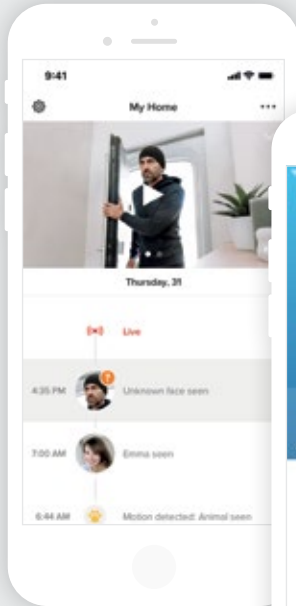 9:41
My Home
Thursday, 31
Live
4:35 PM Unknown face seen
7:00 AM Emma seen
6:44 AM Motion detected: Animal seen